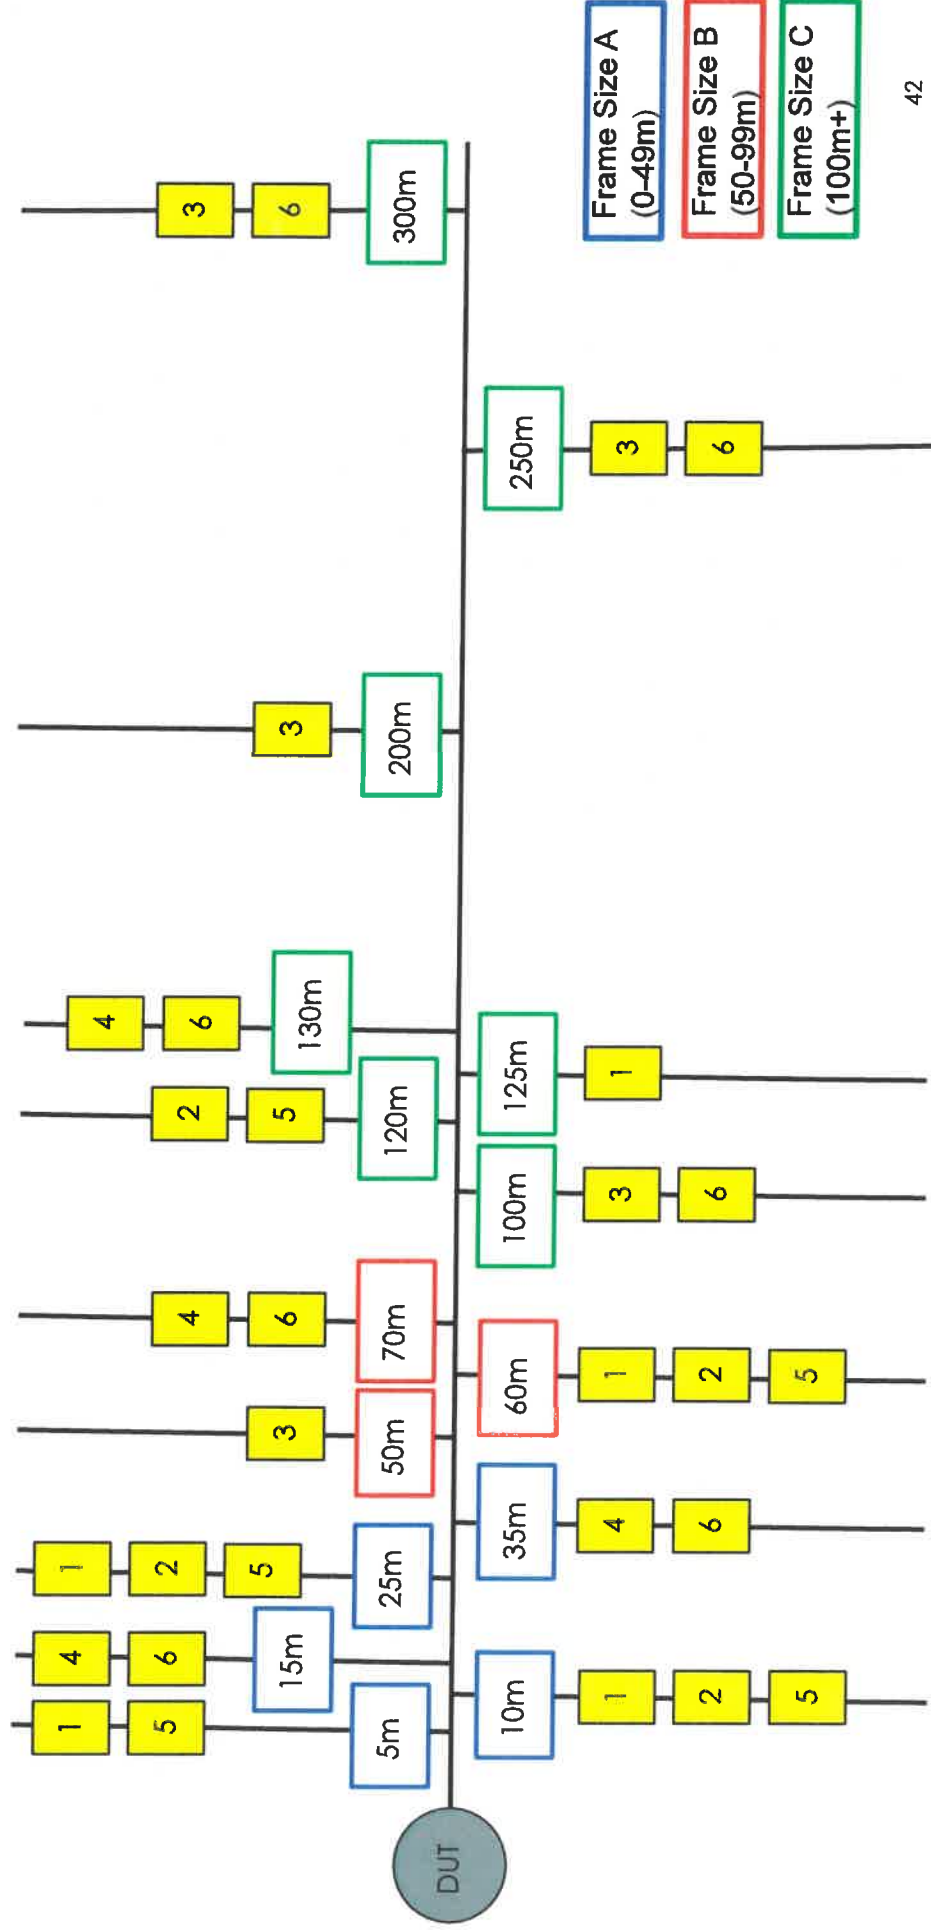 1
5
5m
4
6
15m
1
2
5
25m
3
50m
4
6
70m
2
5
120m
4
6
130m
3
200m
3
6
300m
DUT
10m
1
2
5
35m
4
6
60m
1
2
5
100m
3
6
125m
1
250m
3
6
Frame Size A
(0-49m)
Frame Size B
(50-99m)
Frame Size C
(100m+)
42